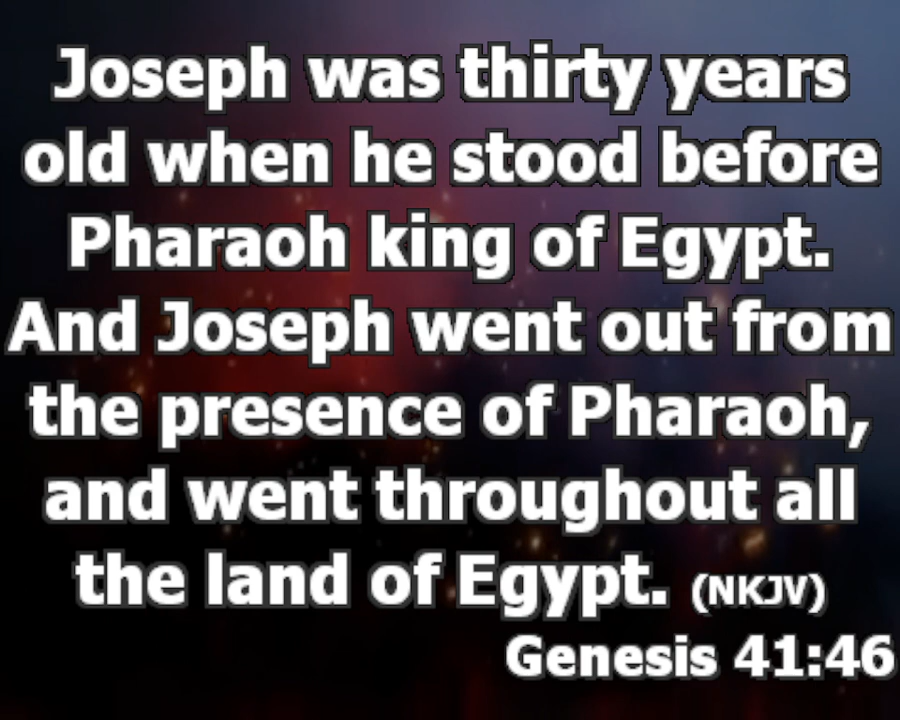 Joseph was thirty years
old when he stood before
Pharaoh king of Egypt.
And Joseph went out from
the presence of Pharaoh,
and went throughout all
the land of Egypt. (NKJV)
Genesis 41:46